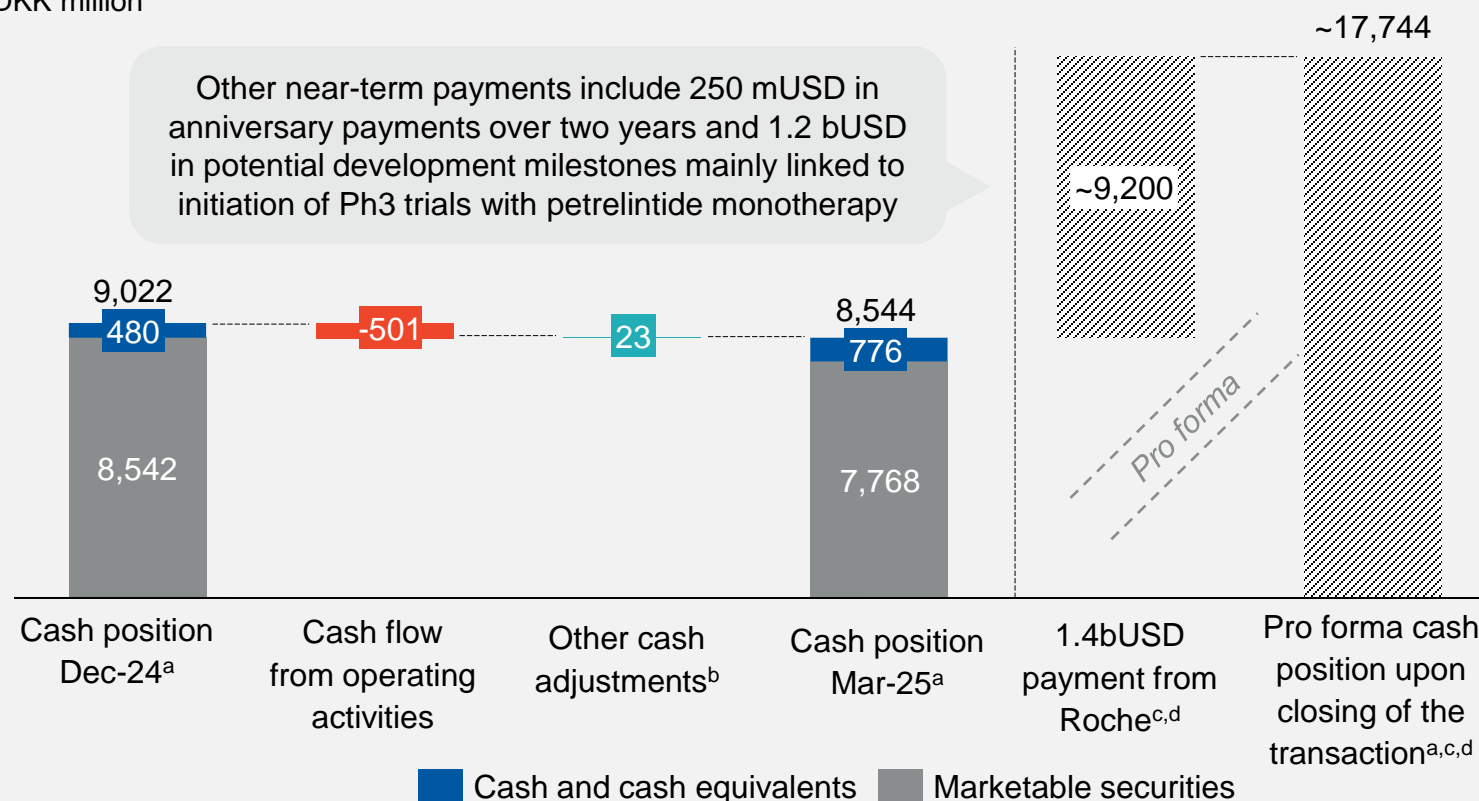 DKK million
~17,744
Other near-term payments include 250 mUSD in
anniversary payments over two years and 1.2 bUSD
in potential development milestones mainly linked to
initiation of Ph3 trials with petrelintide monotherapy
~9,200
9,022
480
-501
23
8,544
776
8,542
7,768
Pro forma
Cash position
Dec-24ᵃ
Cash flow
from operating
activities
Other cash
adjustmentsᵇ
Cash position
Mar-25ᵃ
1.4bUSD
payment from
Rocheᶜ,ᵈ
Pro forma cash
position upon
closing of the
transactionᵃ,ᶜ,ᵈ
Cash and cash equivalents
Marketable securities